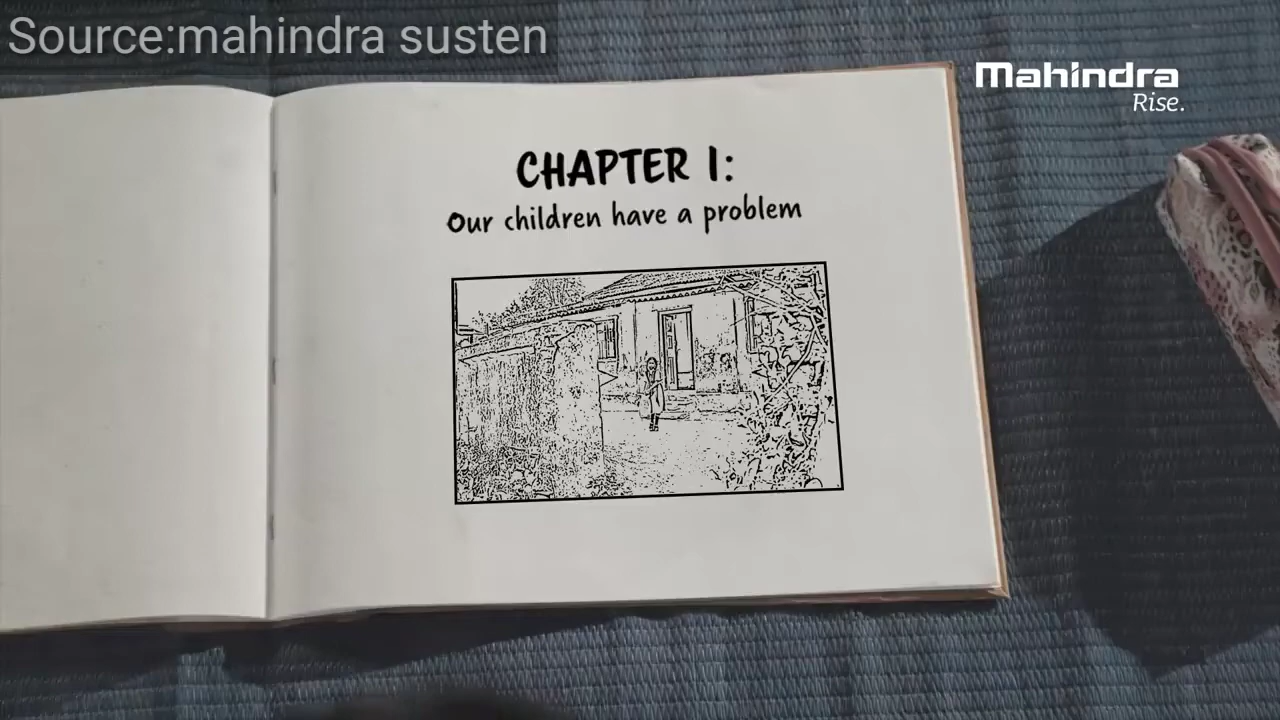 Source:mahindra susten
Mahindra
Rise.
CHAPTER 1:
Our children have a problem